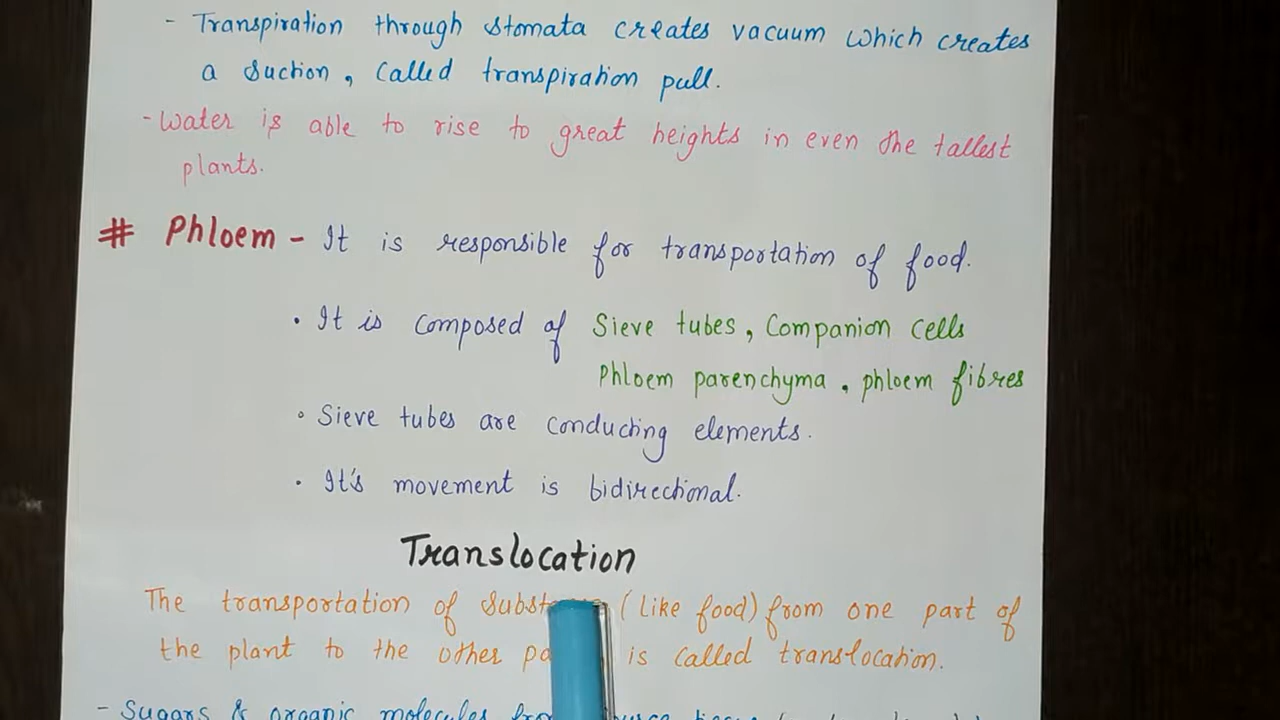 - Transpiration through stomata creates vacuum which creates
a suction, called transpiration pull.
- Water is able to rise to great heights in even the tallest
plants.
# Phloem - It is responsible for transportation of food.
• It is composed of Sieve tubes, Companion cells
Phloem parenchyma, phloem fibres
• Sieve tubes are conducting elements.
• It's movement is bidirectional.
Translocation
The transportation of (like food) from one part of
the plant to the other is called translocation.
- Sugars & organic molecules